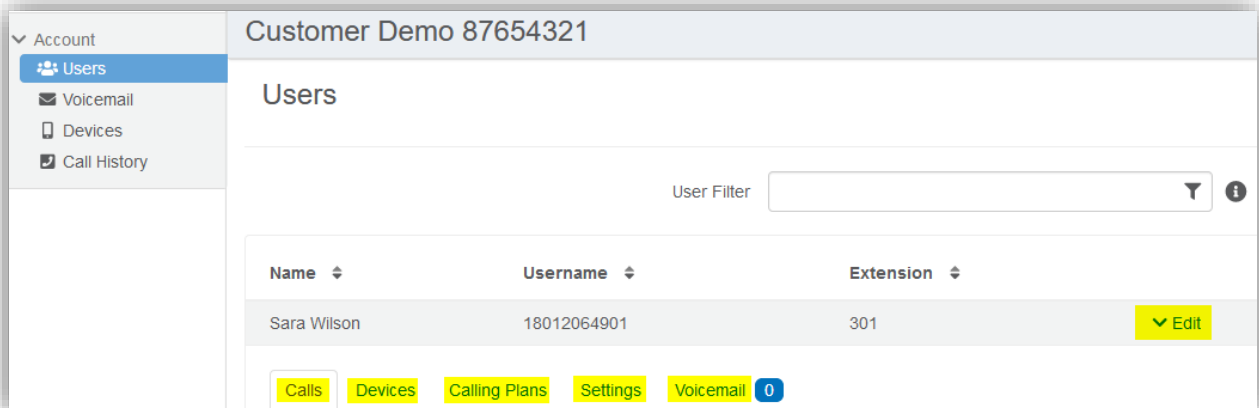 Account
Users
Voicemail
Devices
Call History
Customer Demo 87654321
Users
User Filter
Name Username Extension
Sara Wilson 18012064901 301 Edit
Calls Devices Calling Plans Settings Voicemail 0